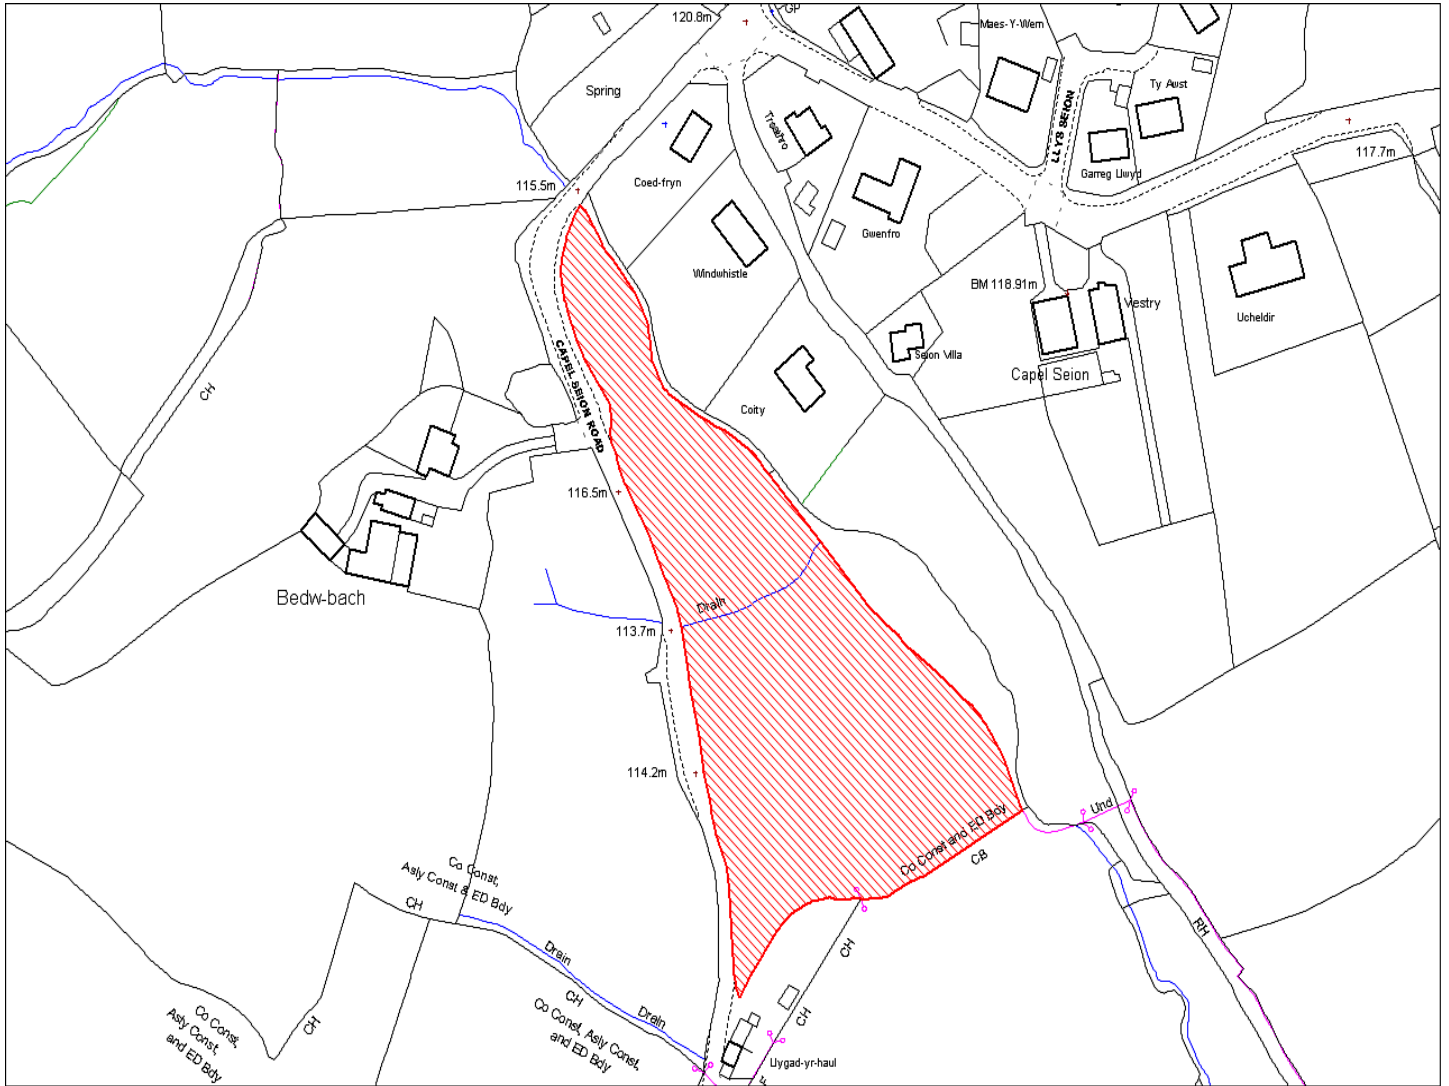 120.8m
GP
Maes-Y-Wern
Spring
Ty Awst
LLYS SEION
117.7m
Garreg Llwyd
115.5m
Coed-fryn
Gwenfro
Windwhistle
BM 118.91m
Vestry
Ucheldir
Seion Villa
Capel Seion
CAPEL SEION ROAD
CH
Coity
116.5m
Bedw-bach
Drain
113.7m
114.2m
Und
Co Const and ED Bdy
CB
Co Const,
Asly Const & ED Bdy
CH
RH
Drain
CH
CH
Drain
Co Const,
Asly Const,
and ED Bdy
CH
Co Const, Asly Const,
and ED Bdy
CH
Llygad-yr-haul